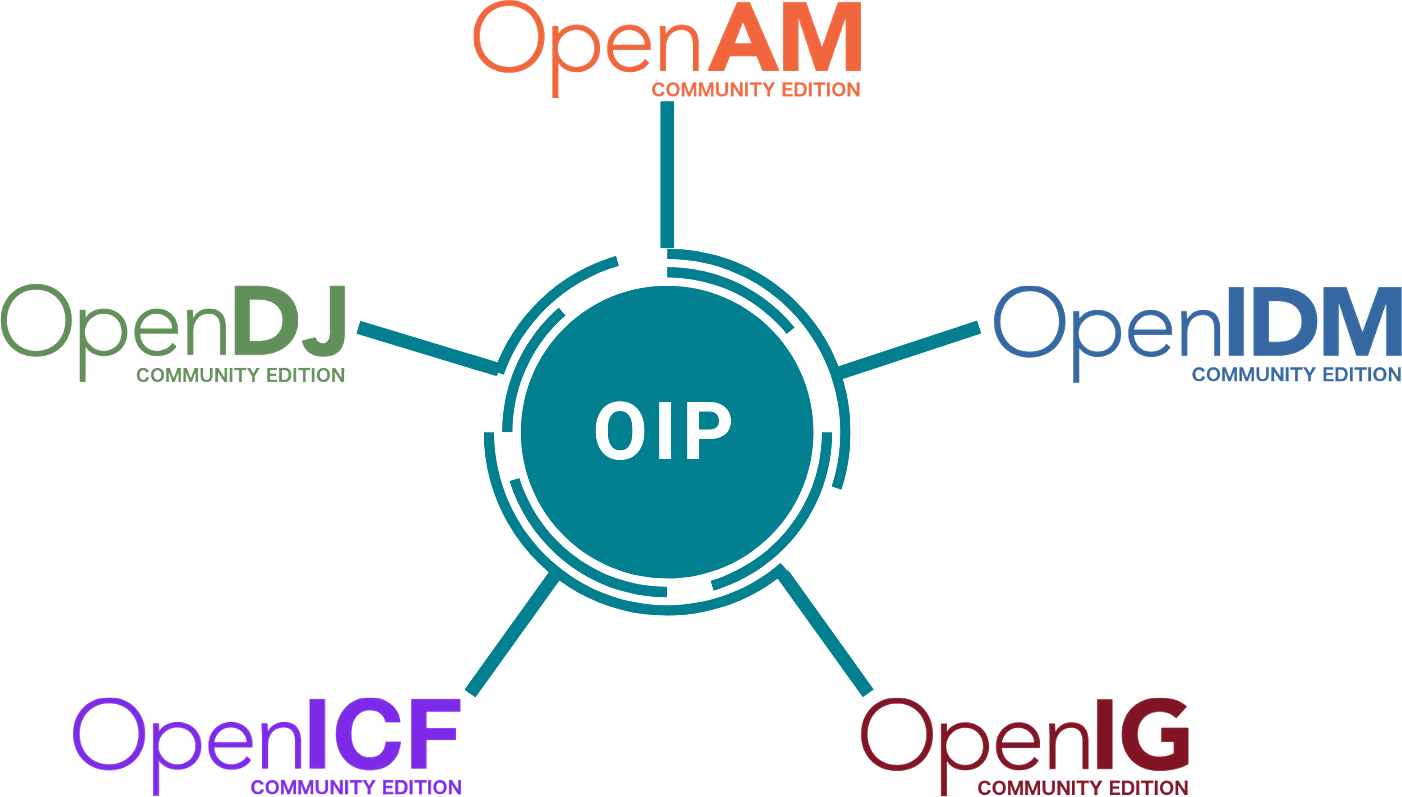 OpenAM
COMMUNITY EDITION
OpenDJ
COMMUNITY EDITION
OpenIDM
COMMUNITY EDITION
OIP
OpenICF
COMMUNITY EDITION
OpenIG
COMMUNITY EDITION